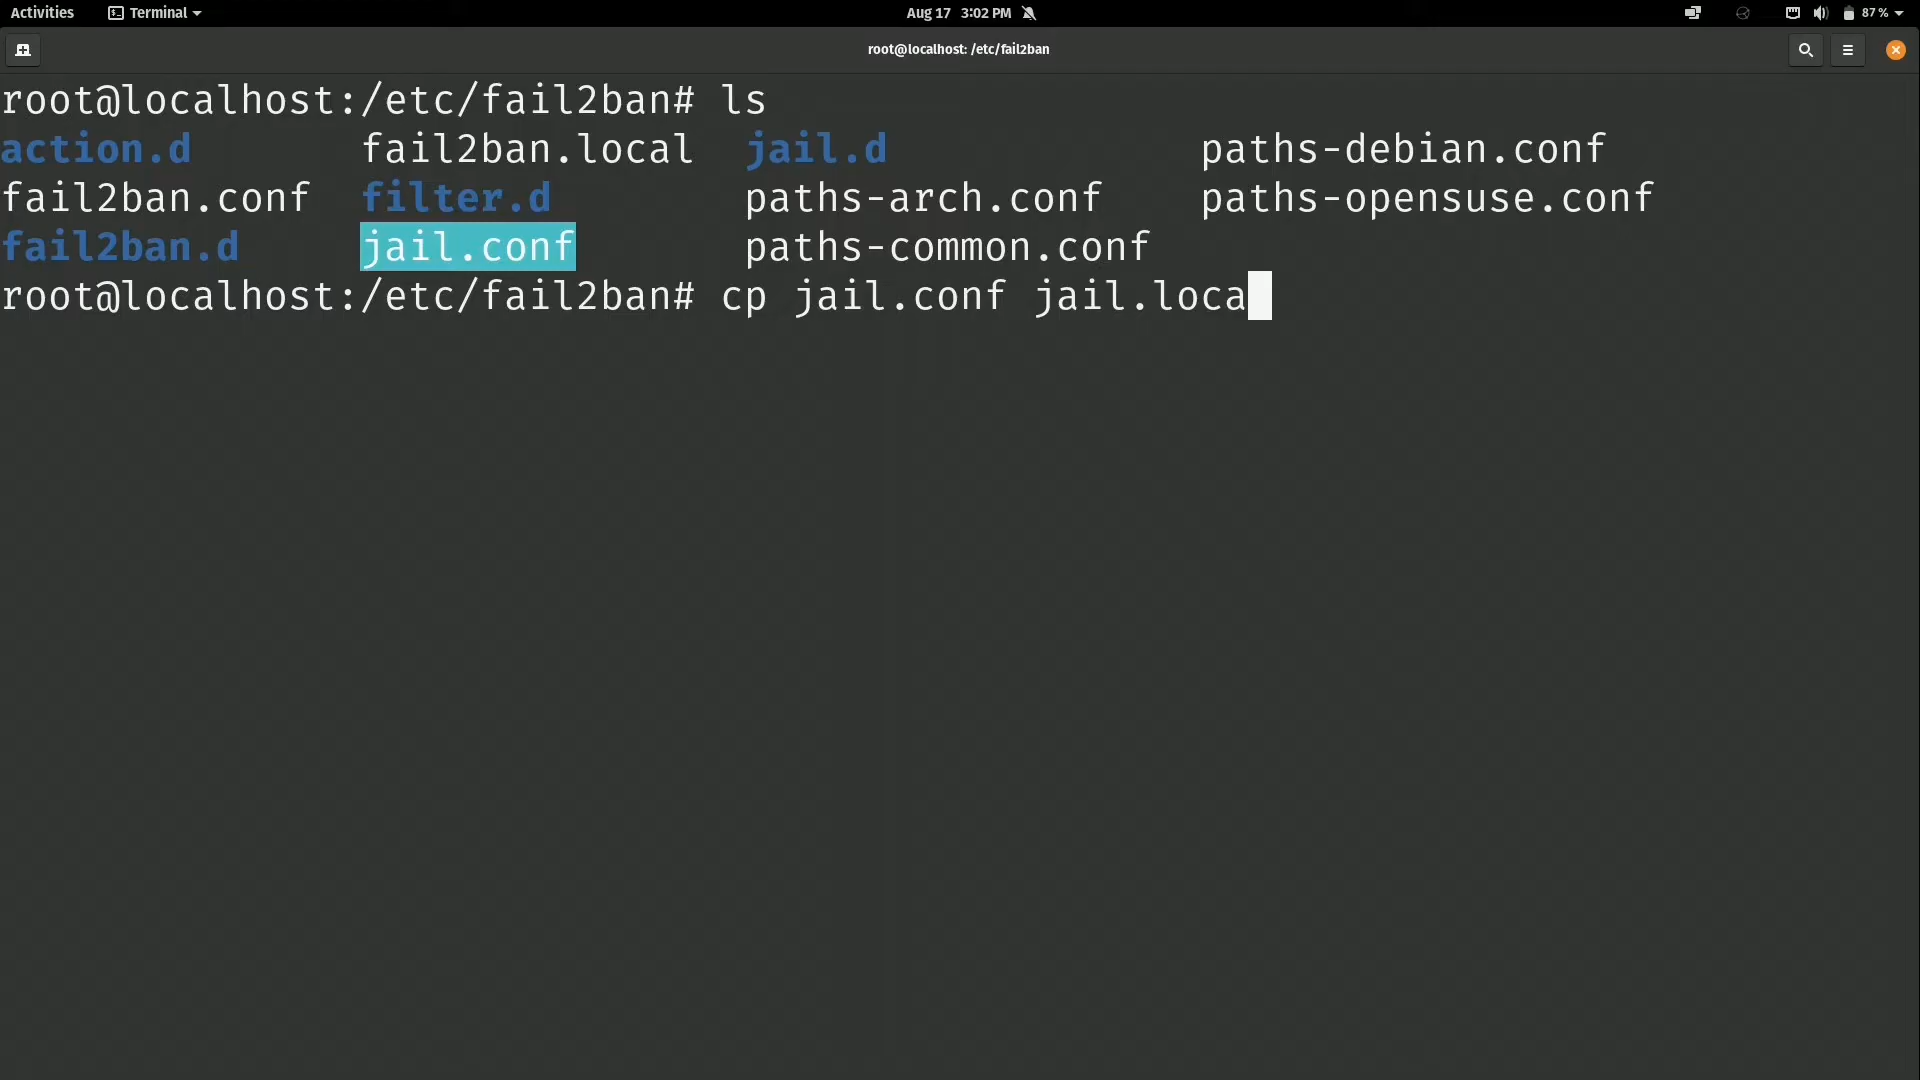 Activities Terminal Aug 17 3:02 PM 87%
root@localhost: /etc/fail2ban
root@localhost:/etc/fail2ban# ls
action.d fail2ban.local jail.d paths-debian.conf
fail2ban.conf filter.d paths-arch.conf paths-opensuse.conf
fail2ban.d jail.conf paths-common.conf
root@localhost:/etc/fail2ban# cp jail.conf jail.loca